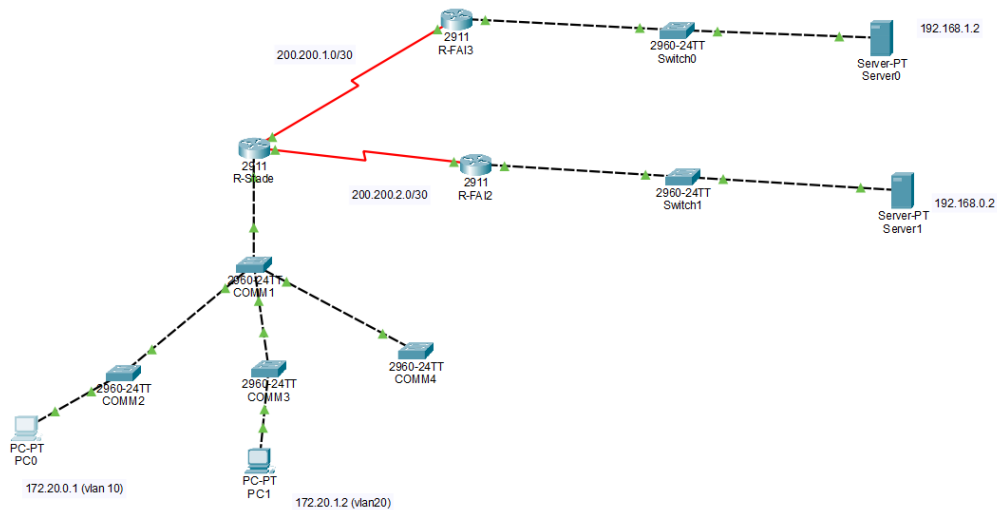 2911
R-FAI3
2960-24TT
Switch0
192.168.1.2
Server-PT
Server0
200.200.1.0/30
2911
R-Stade
200.200.2.0/30
2911
R-FAI2
2960-24TT
Switch1
192.168.0.2
Server-PT
Server1
2960-24TT
COMM1
2960-24TT
COMM2
2960-24TT
COMM3
2960-24TT
COMM4
PC-PT
PC0
172.20.0.1 (vlan 10)
PC-PT
PC1
172.20.1.2 (vlan20)